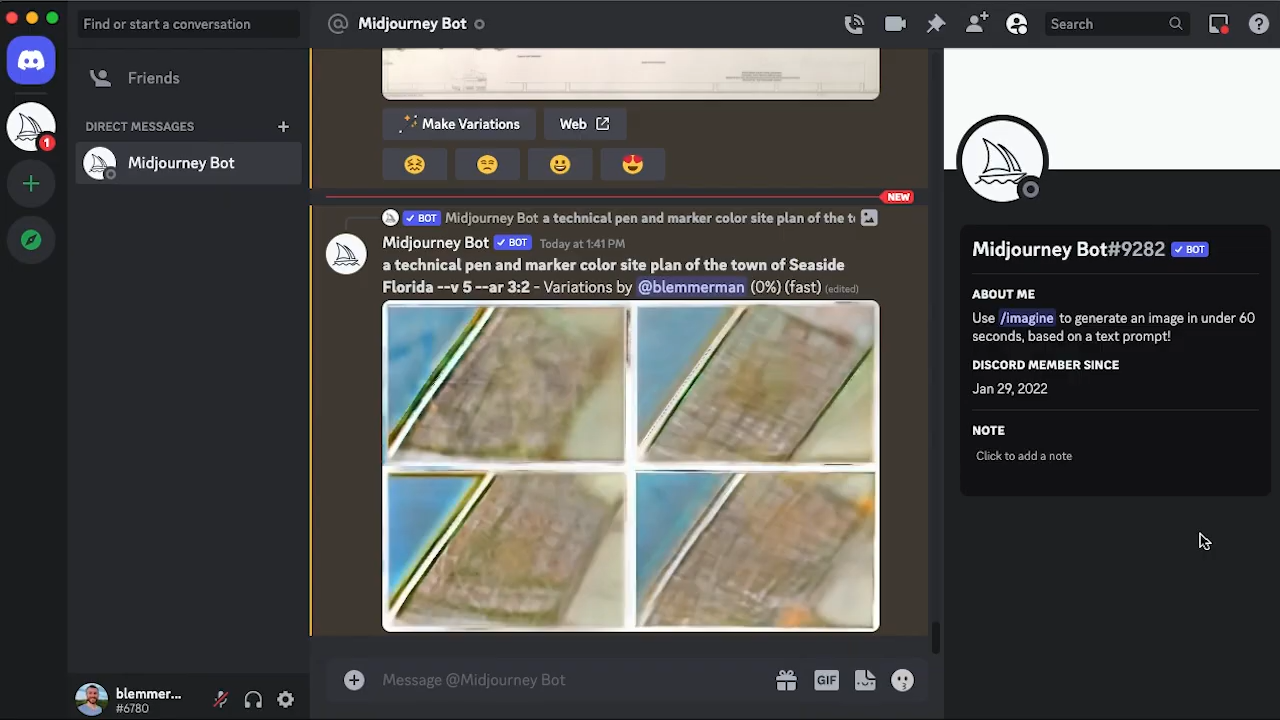 Find or start a conversation
Friends
DIRECT MESSAGES
Midjourney Bot
1
blemmer...
#6780
Midjourney Bot
Search
Make Variations
Web
NEW
BOT Midjourney Bot a technical pen and marker color site plan of the t
Midjourney Bot BOT Today at 1:41 PM
a technical pen and marker color site plan of the town of Seaside
Florida --v 5 --ar 3:2 - Variations by @blemmerman (0%) (fast) (edited)
Message @Midjourney Bot
GIF
Midjourney Bot#9282 BOT
ABOUT ME
Use /imagine to generate an image in under 60
seconds, based on a text prompt!
DISCORD MEMBER SINCE
Jan 29, 2022
NOTE
Click to add a note